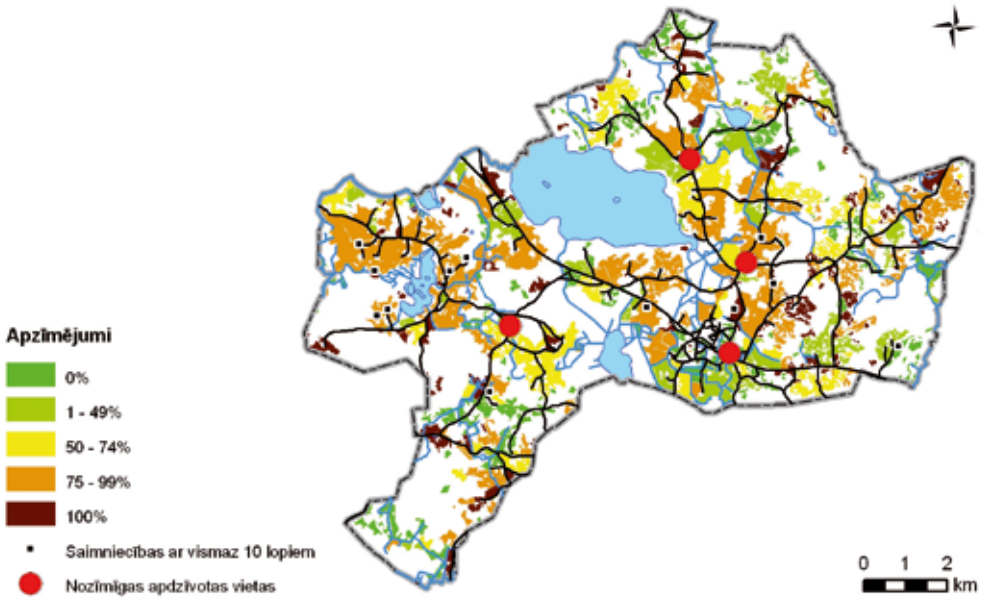 Apzīmējumi
0%
1 - 49%
50 - 74%
75 - 99%
100%
Saimniecības ar vismaz 10 lopiem
Nozīmīgas apdzīvotas vietas
0 1 2
km